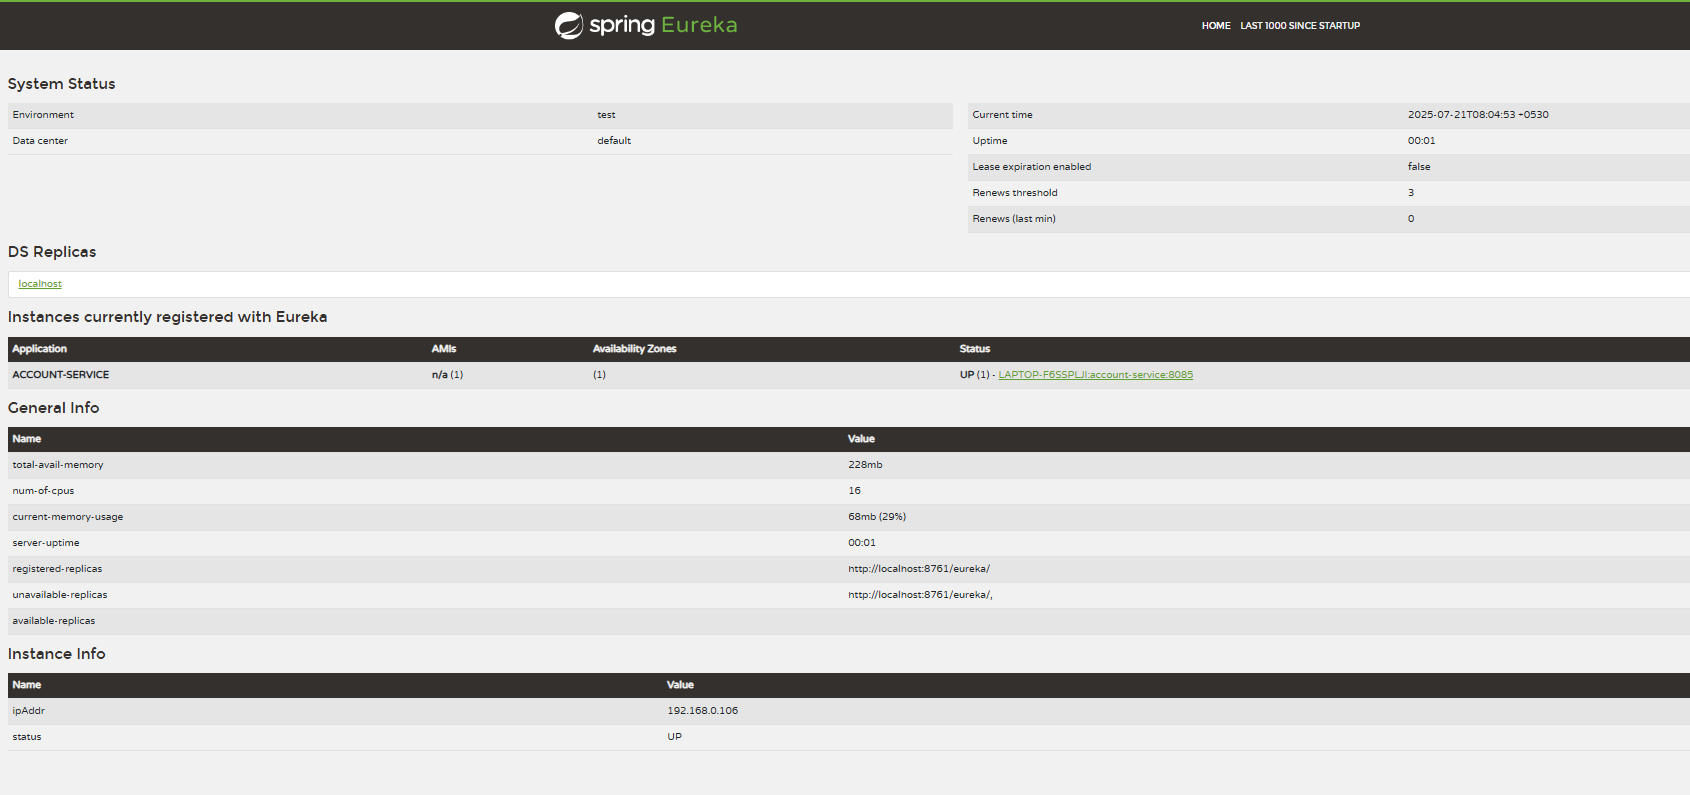 spring Eureka
HOME LAST 1000 SINCE STARTUP
System Status
Environment test
Data center default
Current time 2025-07-21T08:04:53 +0530
Uptime 00:01
Lease expiration enabled false
Renews threshold 3
Renews (last min) 0
DS Replicas
localhost
Instances currently registered with Eureka
Application AMIs Availability Zones Status
ACCOUNT-SERVICE n/a (1) (1) UP (1) - LAPTOP-F6SSPLJI:account-service:8085
General Info
Name Value
total-avail-memory 228mb
num-of-cpus 16
current-memory-usage 68mb (29%)
server-uptime 00:01
registered-replicas http://localhost:8761/eureka/
unavailable-replicas http://localhost:8761/eureka/,
available-replicas
Instance Info
Name Value
ipAddr 192.168.0.106
status UP